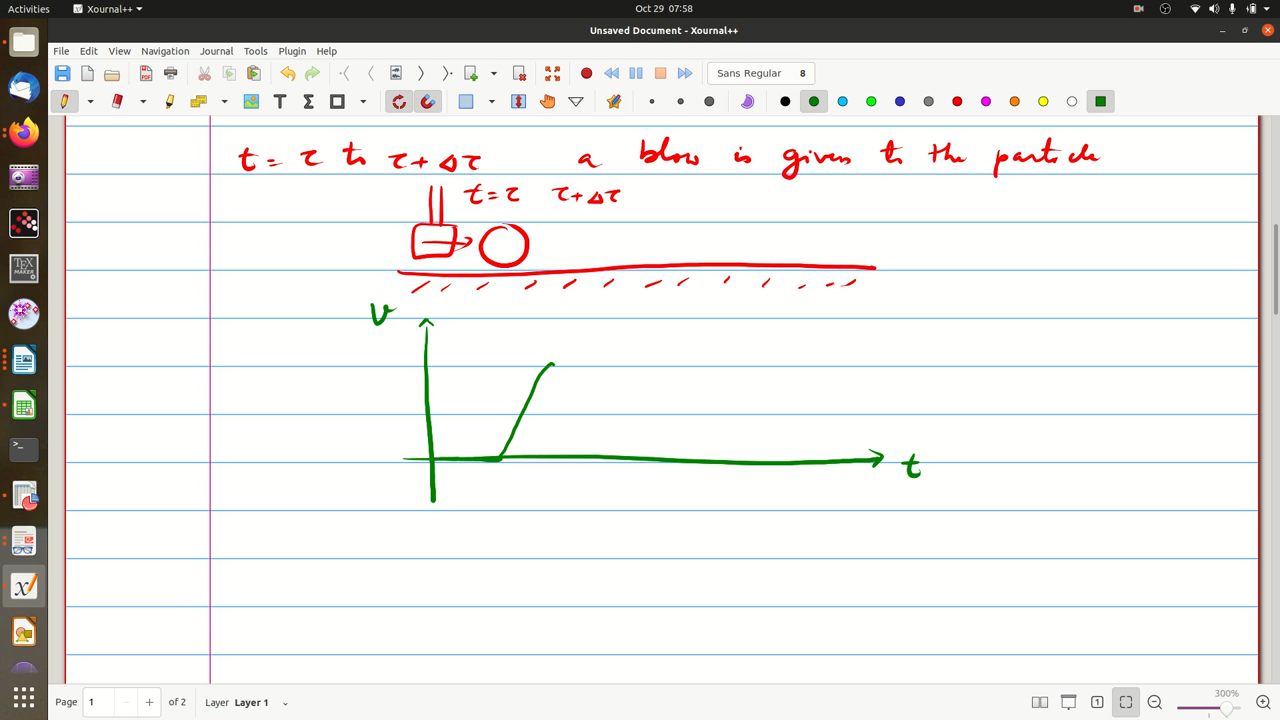 Activities Xournal++ Oct 29 07:58
Unsaved Document - Xournal++
File Edit View Navigation Journal Tools Plugin Help
Sans Regular 8
t = τ to τ + Δτ a blow is given to the particle
t = τ τ + Δτ
v
t
Page 1 of 2 Layer Layer 1 300%